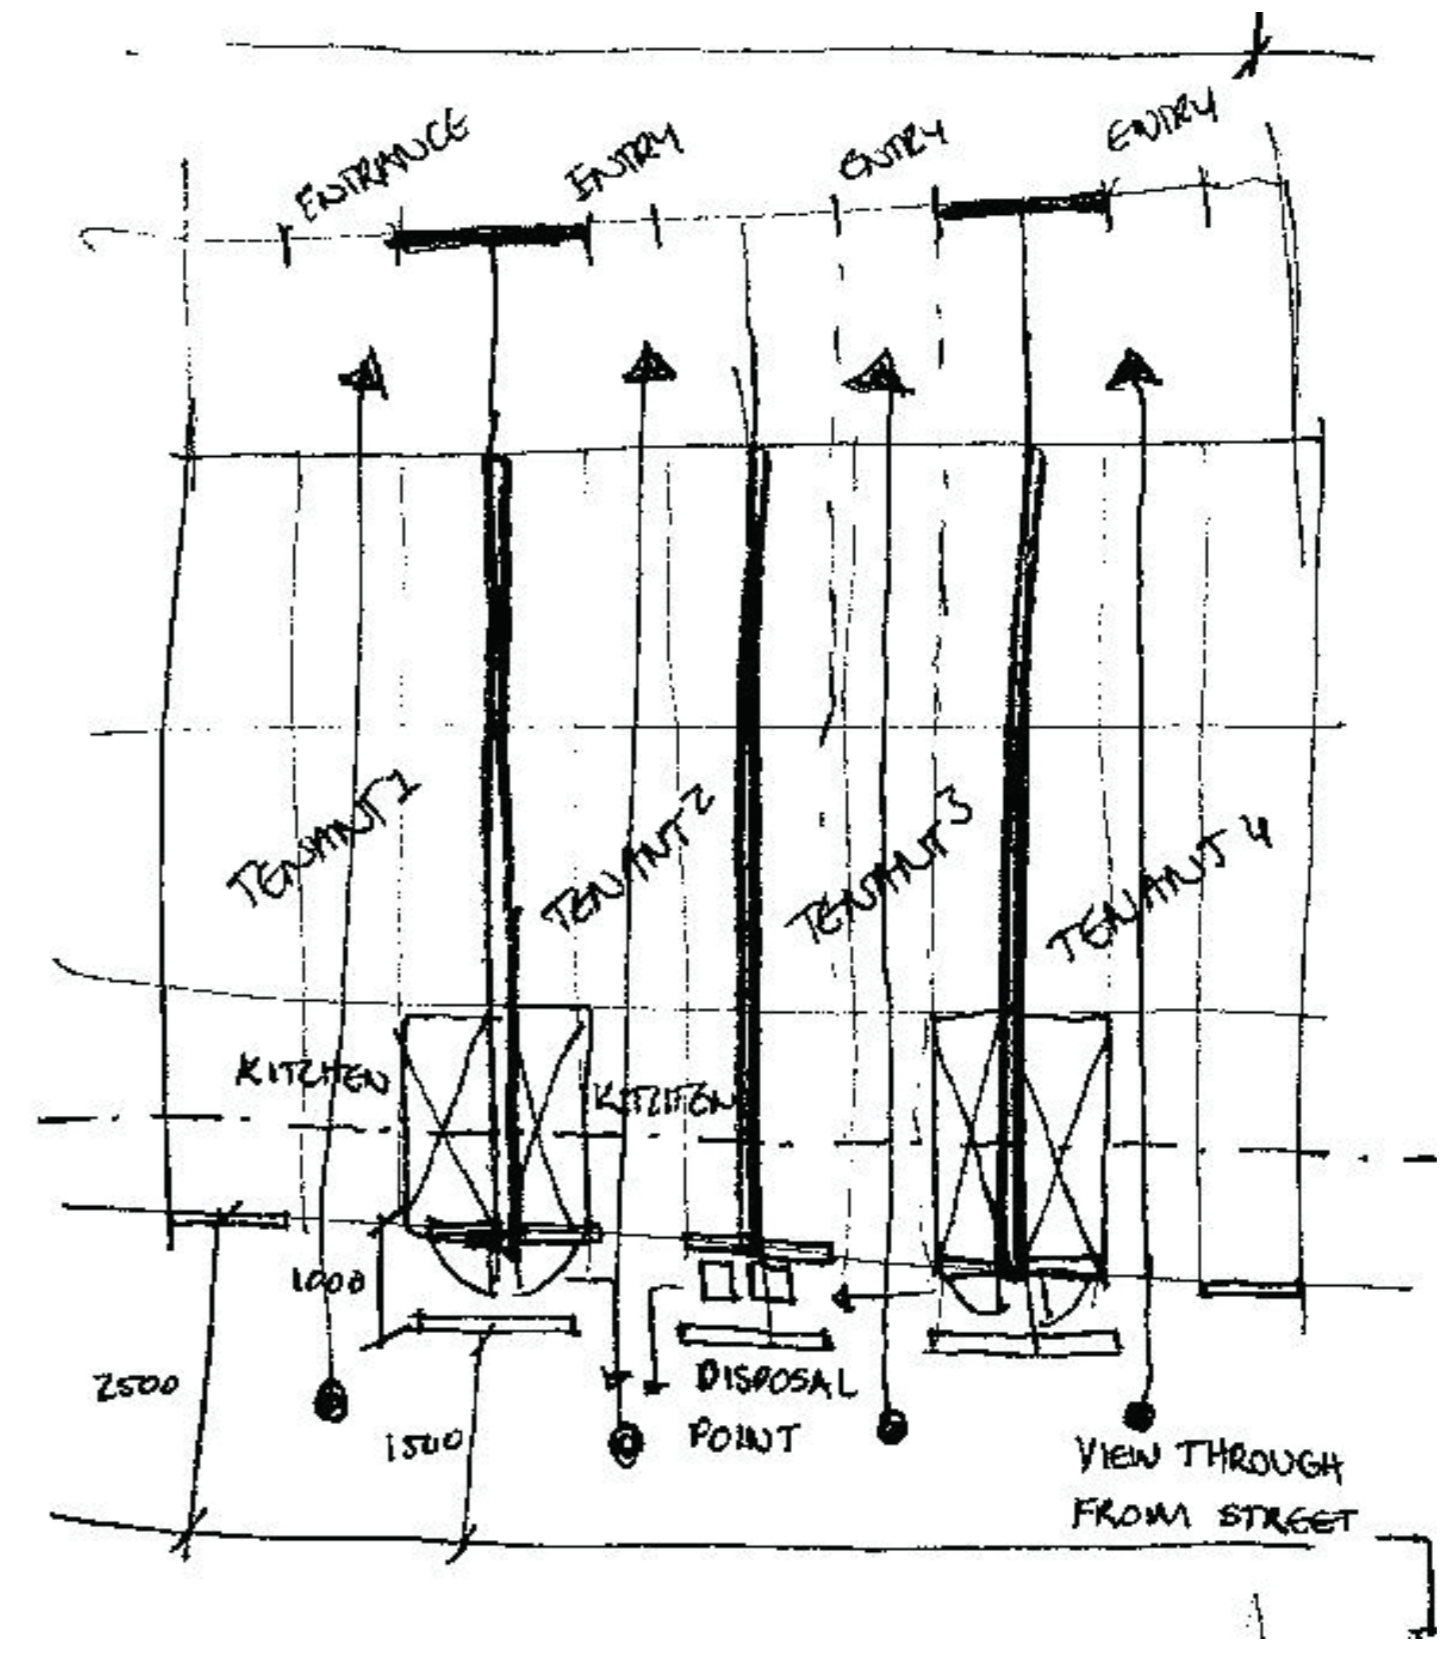 ENTRANCE
ENTRY
ENTRY
ENTRY
TENANT 1
TENANT 2
TENANT 3
TENANT 4
KITCHEN
KITCHEN
1000
2500
1500
DISPOSAL
POINT
VIEW THROUGH
FROM STREET